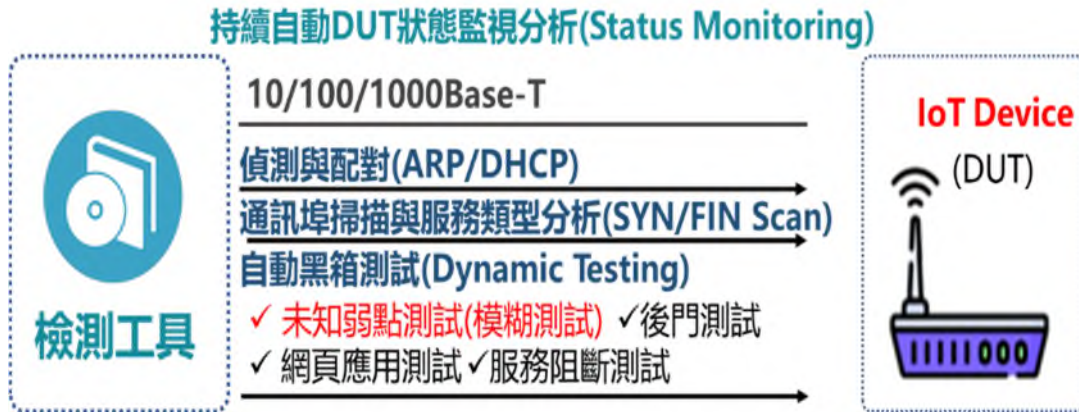 持續自動DUT狀態監視分析(Status Monitoring)
10/100/1000Base-T
偵測與配對(ARP/DHCP)
通訊埠掃描與服務類型分析(SYN/FIN Scan)
自動黑箱測試(Dynamic Testing)
✓ 未知弱點測試(模糊測試) ✓後門測試
✓ 網頁應用測試 ✓服務阻斷測試
檢測工具
IoT Device
(DUT)